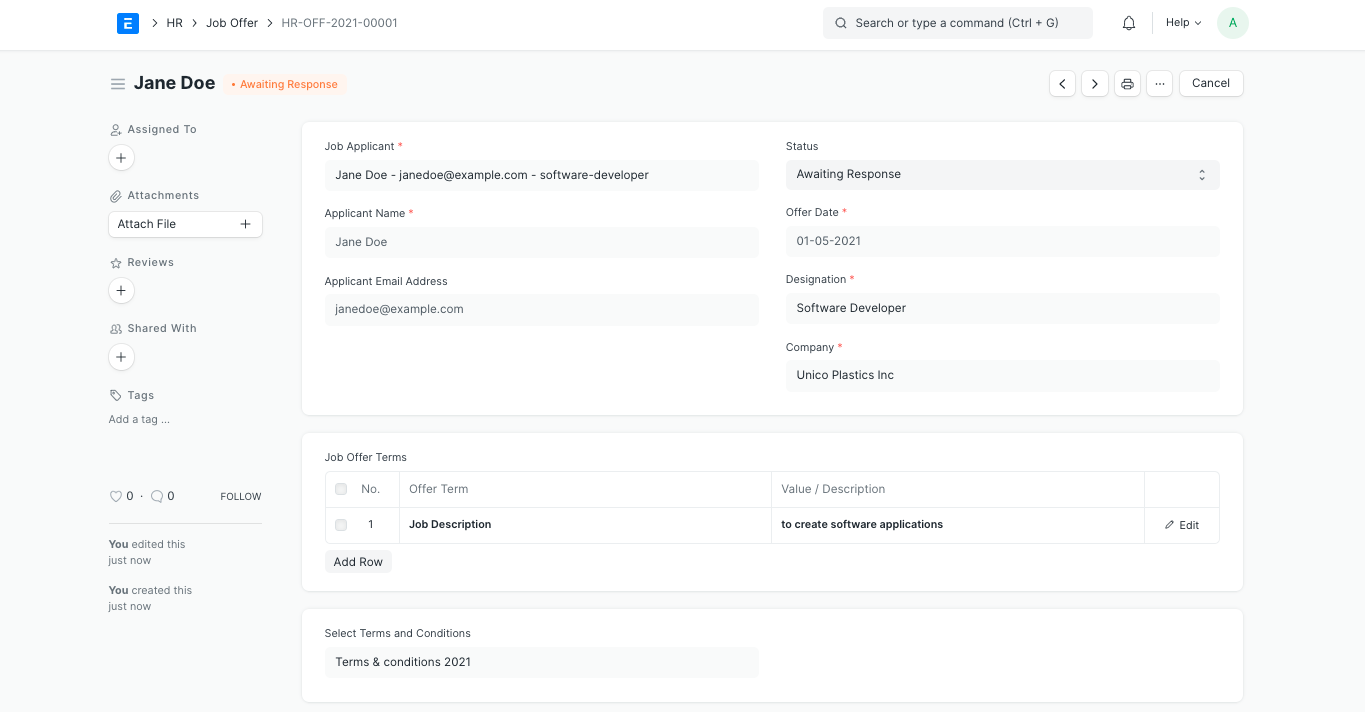 E
HR
Job Offer
HR-OFF-2021-00001
Search or type a command (Ctrl + G)
Help
A
Jane Doe
Awaiting Response
Cancel
Assigned To
Attachments
Attach File
Reviews
Shared With
Tags
Add a tag ...
0 · 0
FOLLOW
You edited this
just now
You created this
just now
Job Applicant *
Jane Doe - janedoe@example.com - software-developer
Applicant Name *
Jane Doe
Applicant Email Address
janedoe@example.com
Status
Awaiting Response
Offer Date *
01-05-2021
Designation *
Software Developer
Company *
Unico Plastics Inc
Job Offer Terms
No. Offer Term Value / Description
1 Job Description to create software applications Edit
Add Row
Select Terms and Conditions
Terms & conditions 2021